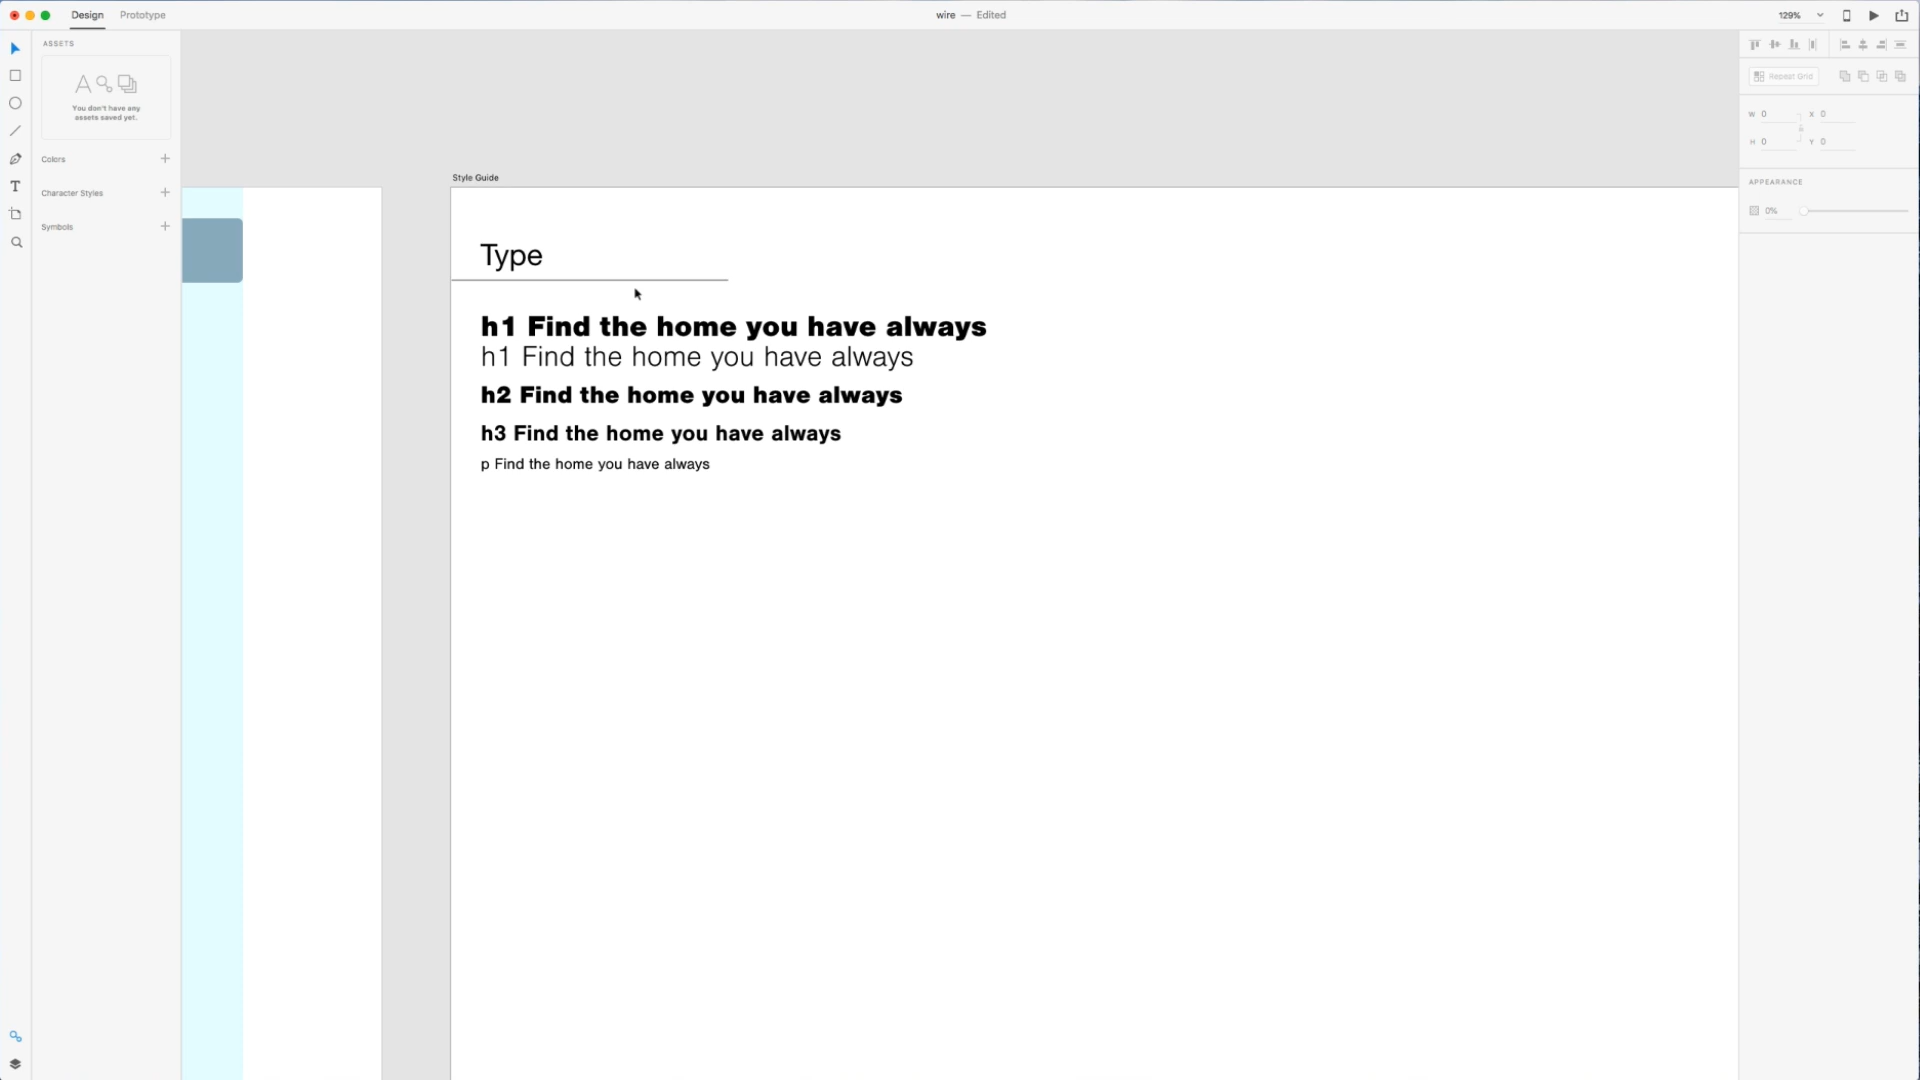 Design Prototype wire — Edited 129%
ASSETS
You don't have any
assets saved yet.
Colors
Character Styles
Symbols
T
Repeat Grid
W 0 X 0
H 0 Y 0
APPEARANCE
0%
Style Guide
Type
h1 Find the home you have always
h1 Find the home you have always
h2 Find the home you have always
h3 Find the home you have always
p Find the home you have always